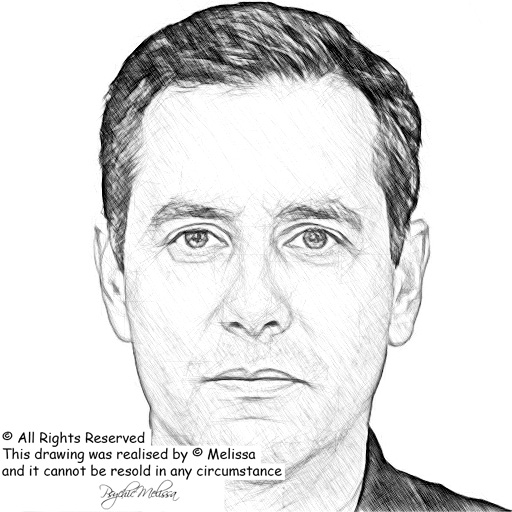 © All Rights Reserved
This drawing was realised by © Melissa
and it cannot be resold in any circumstance
Psychic Melissa